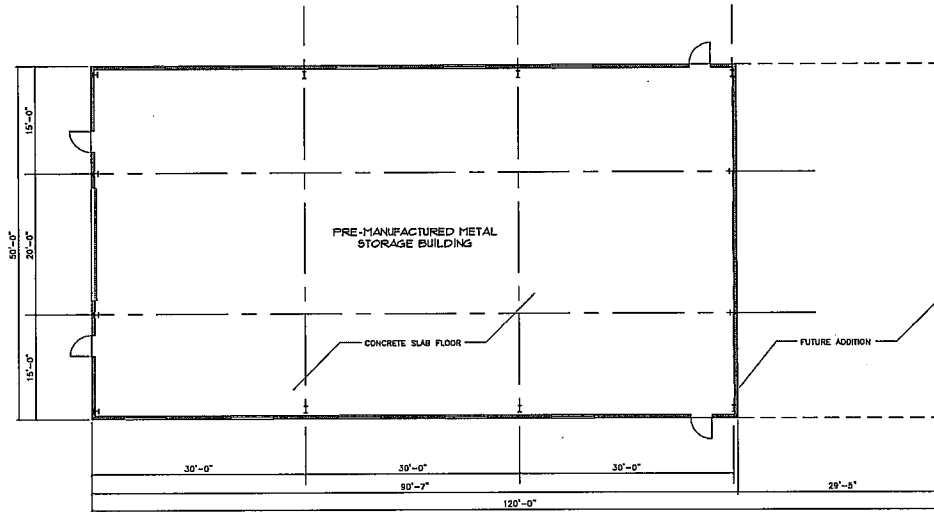 15'-0"
50'-0"
20'-0"
15'-0"
PRE-MANUFACTURED METAL
STORAGE BUILDING
CONCRETE SLAB FLOOR
FUTURE ADDITION
30'-0"
30'-0"
30'-0"
90'-7"
29'-5"
120'-0"